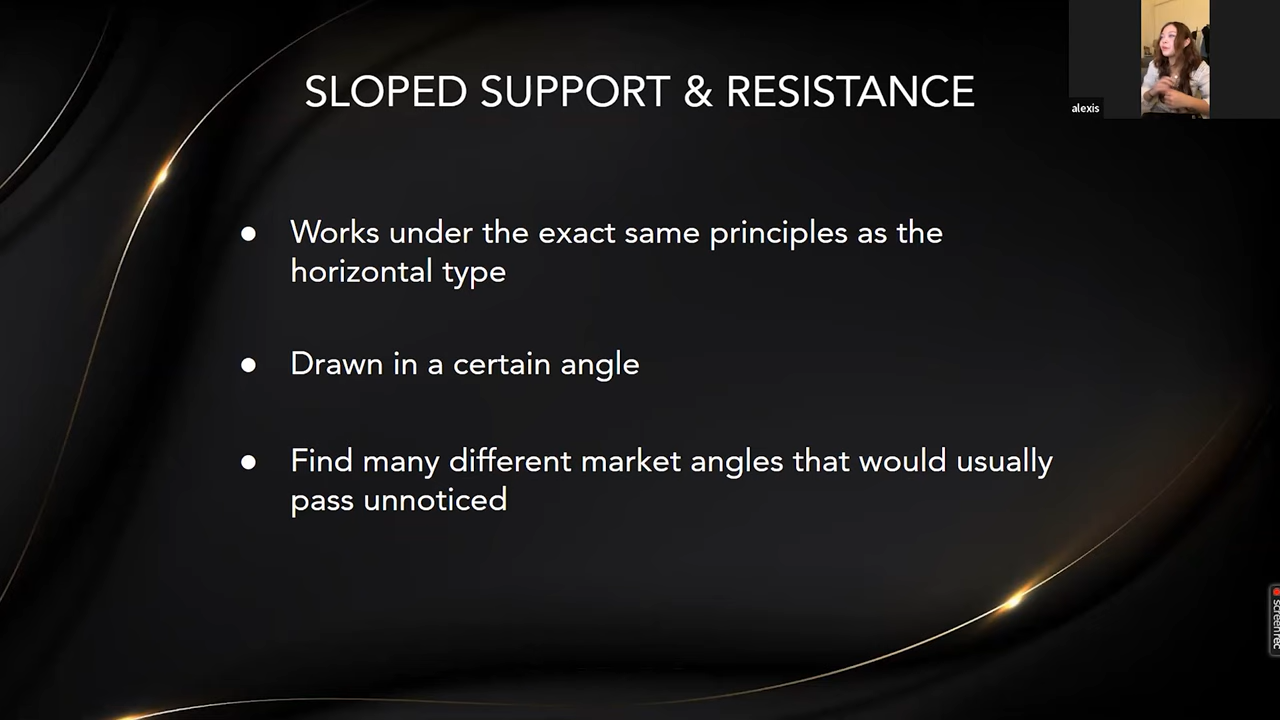 SLOPED SUPPORT & RESISTANCE
alexis
● Works under the exact same principles as the
horizontal type
● Drawn in a certain angle
● Find many different market angles that would usually
pass unnoticed
screenrec